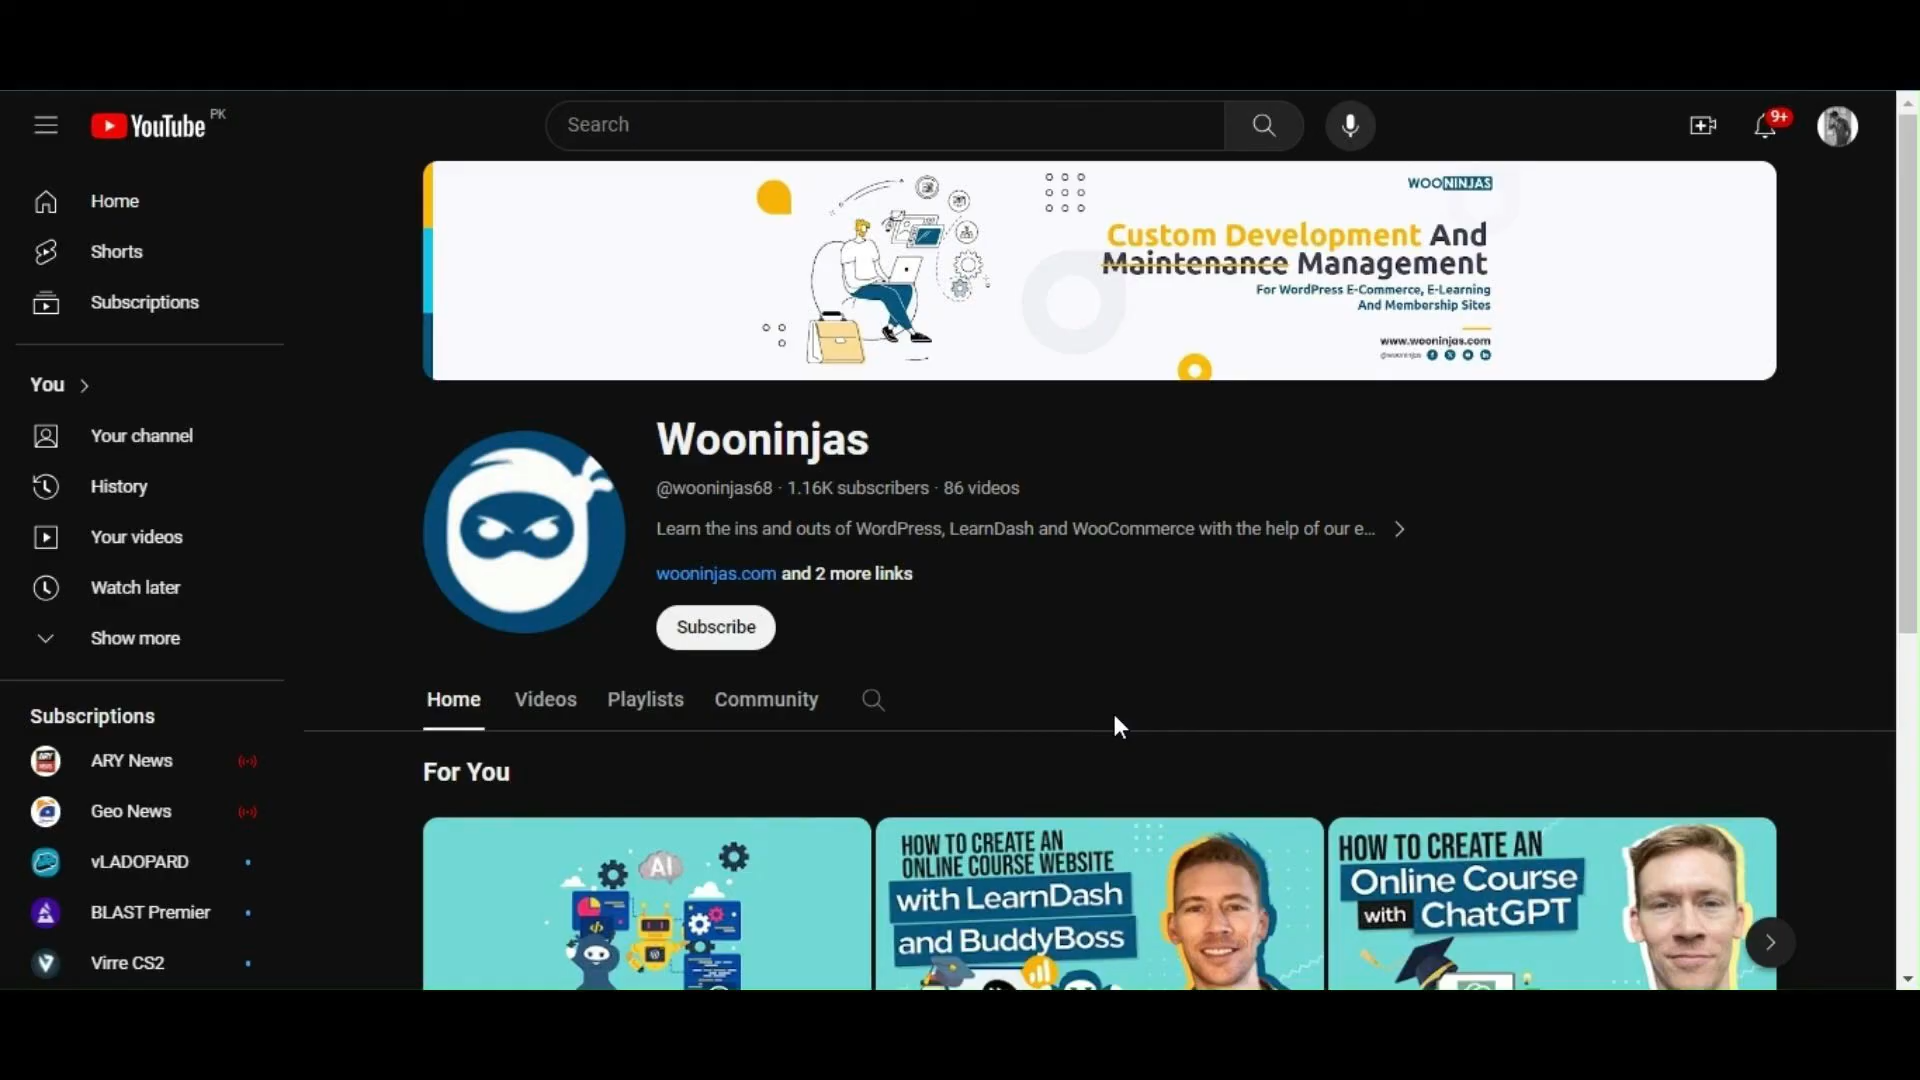 YouTube PK
Search
9+
Home
Shorts
Subscriptions
You
Your channel
History
Your videos
Watch later
Show more
Subscriptions
ARY News
Geo News
vLADOPARD
BLAST Premier
Virre CS2
WOONINJAS
Custom Development And
Maintenance Management
For WordPress E-Commerce, E-Learning
And Membership Sites
www.wooninjas.com
@wooninjas
Wooninjas
@wooninjas68 · 1.16K subscribers · 86 videos
Learn the ins and outs of WordPress, LearnDash and WooCommerce with the help of our e...
wooninjas.com and 2 more links
Subscribe
Home Videos Playlists Community
For You
AI
HOW TO CREATE AN
ONLINE COURSE WEBSITE
with LearnDash
and BuddyBoss
HOW TO CREATE AN
Online Course
with ChatGPT